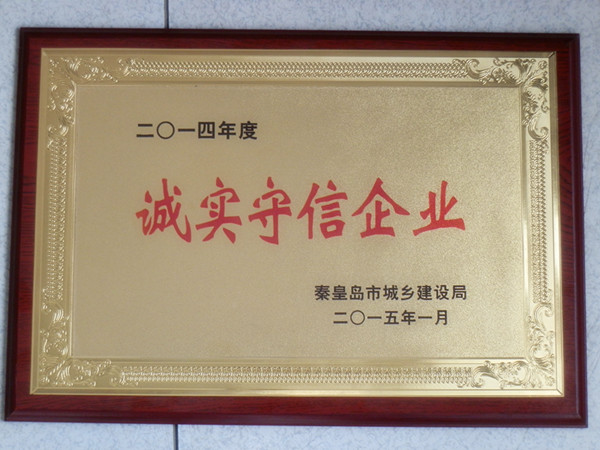 二〇一四年度
诚实守信企业
秦皇岛市城乡建设局
二〇一五年一月